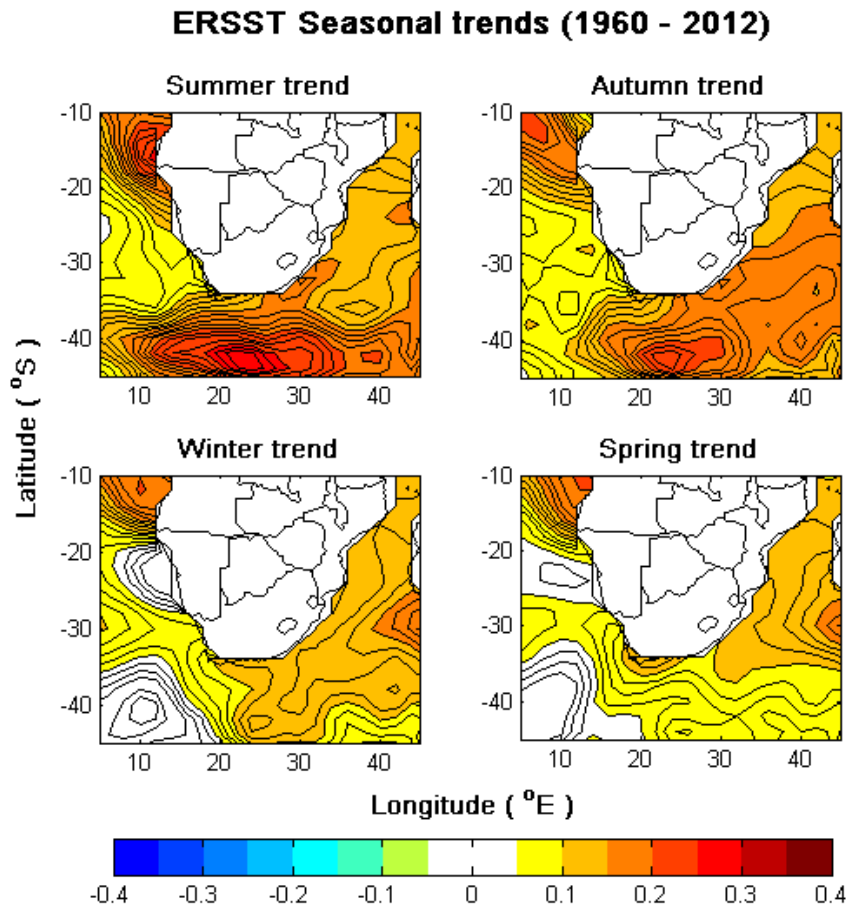 ERSST Seasonal trends (1960 - 2012)
Summer trend
Autumn trend
-10
-20
-30
-40
10 20 30 40
-10
-20
-30
-40
10 20 30 40
Winter trend
Spring trend
-10
-20
-30
-40
10 20 30 40
-10
-20
-30
-40
10 20 30 40
Latitude ( °S )
Longitude ( °E )
-0.4 -0.3 -0.2 -0.1 0 0.1 0.2 0.3 0.4